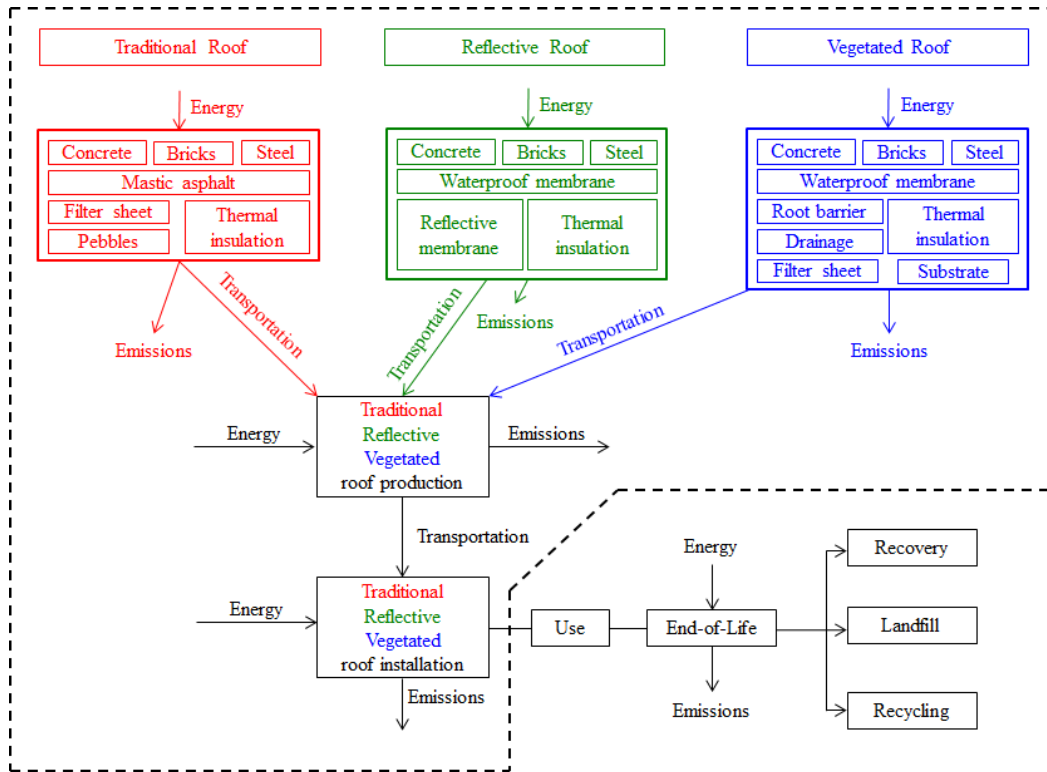 Traditional Roof
Reflective Roof
Vegetated Roof
Energy
Energy
Energy
Concrete
Bricks
Steel
Mastic asphalt
Filter sheet
Thermal
insulation
Pebbles
Concrete
Bricks
Steel
Waterproof membrane
Reflective
membrane
Thermal
insulation
Concrete
Bricks
Steel
Waterproof membrane
Root barrier
Thermal
insulation
Drainage
Filter sheet
Substrate
Emissions
Transportation
Transportation
Emissions
Transportation
Emissions
Energy
Traditional
Reflective
Vegetated
roof production
Emissions
Transportation
Energy
Traditional
Reflective
Vegetated
roof installation
Emissions
Use
Energy
End-of-Life
Emissions
Recovery
Landfill
Recycling